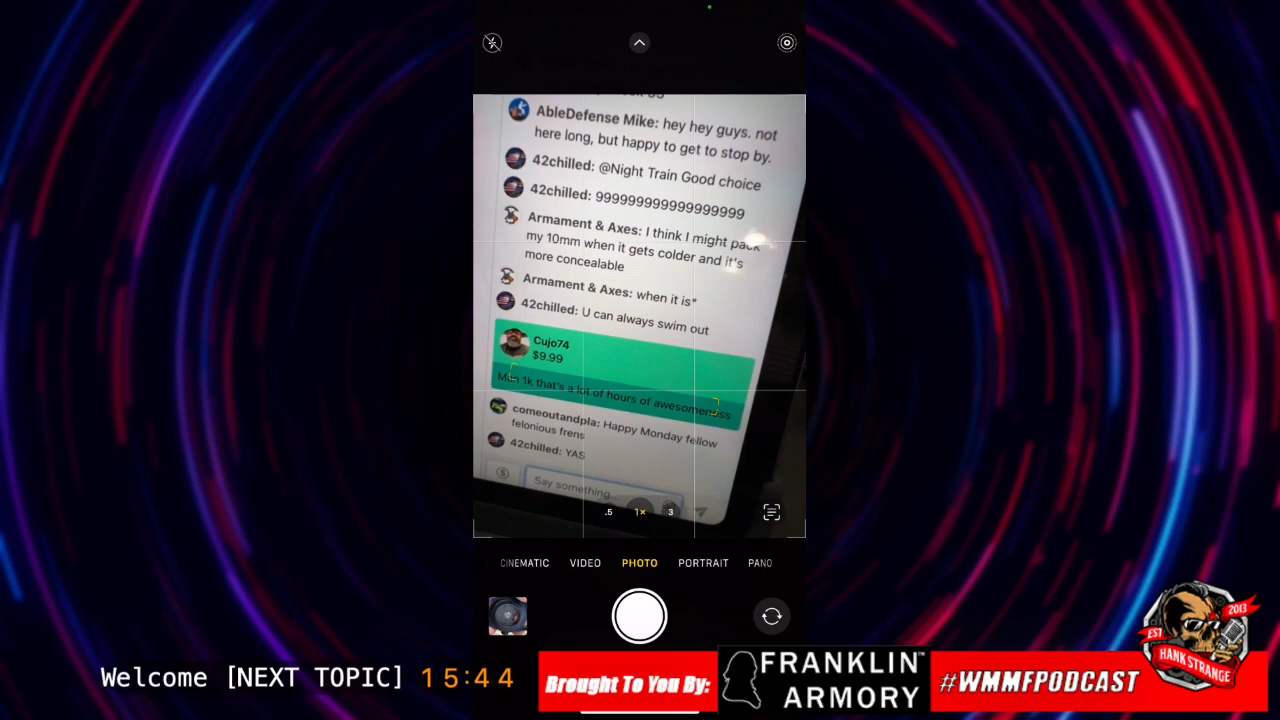 AbleDefense Mike: hey hey guys. not
here long, but happy to get to stop by.
42chilled: @Night Train Good choice
42chilled: 9999999999999999999
Armament & Axes: I think I might pack
my 10mm when it gets colder and it's
more concealable
Armament & Axes: when it is*
42chilled: U can always swim out
Cujo74
$9.99
Man 1k that's a lot of hours of awesomeness
comeoutandpla: Happy Monday fellow
felonious frens
42chilled: YAS
Say something...
.5 1× 3
CINEMATIC VIDEO PHOTO PORTRAIT PANO
Welcome [NEXT TOPIC] 15:44
Brought To You By:
FRANKLIN™
ARMORY
#WMMFPODCAST
EST
2013
HANK STRANGE